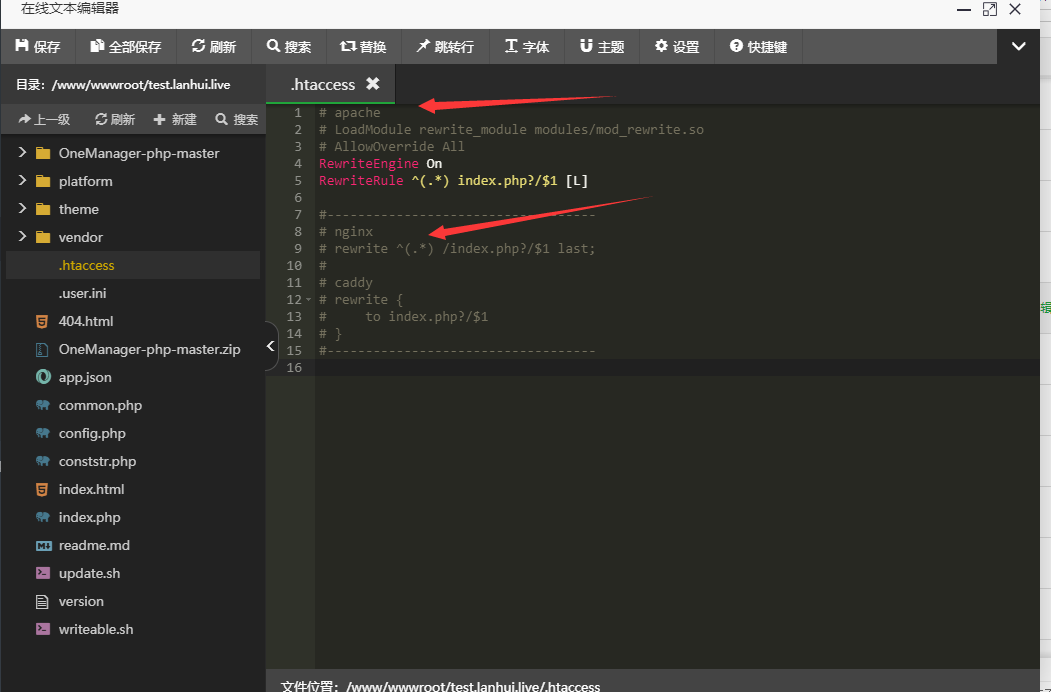 在线文本编辑器
保存 全部保存 刷新 搜索 替换 跳转行 字体 主题 设置 快捷键
目录: /www/wwwroot/test.lanhui.live
上一级 刷新 新建 搜索
OneManager-php-master
platform
theme
vendor
.htaccess
.user.ini
404.html
OneManager-php-master.zip
app.json
common.php
config.php
conststr.php
index.html
index.php
readme.md
update.sh
version
writeable.sh
.htaccess
1 # apache
2 # LoadModule rewrite_module modules/mod_rewrite.so
3 # AllowOverride All
4 RewriteEngine On
5 RewriteRule ^(.*) index.php?/$1 [L]
6
7 #-----------------------------------
8 # nginx
9 # rewrite ^(.*) /index.php?/$1 last;
10 #
11 # caddy
12 # rewrite {
13 #     to index.php?/$1
14 # }
15 #-----------------------------------
16
文件位置: /www/wwwroot/test.lanhui.live/.htaccess
辑